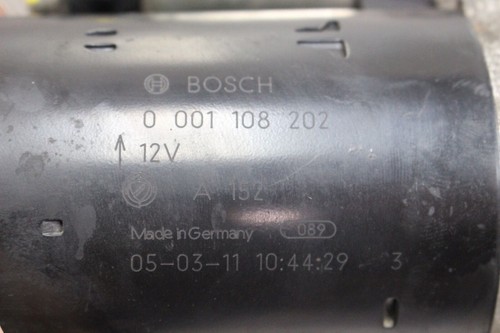 BOSCH
0 001 108 202
12V
A 152
Made in Germany 089
05-03-11 10:44:29 3